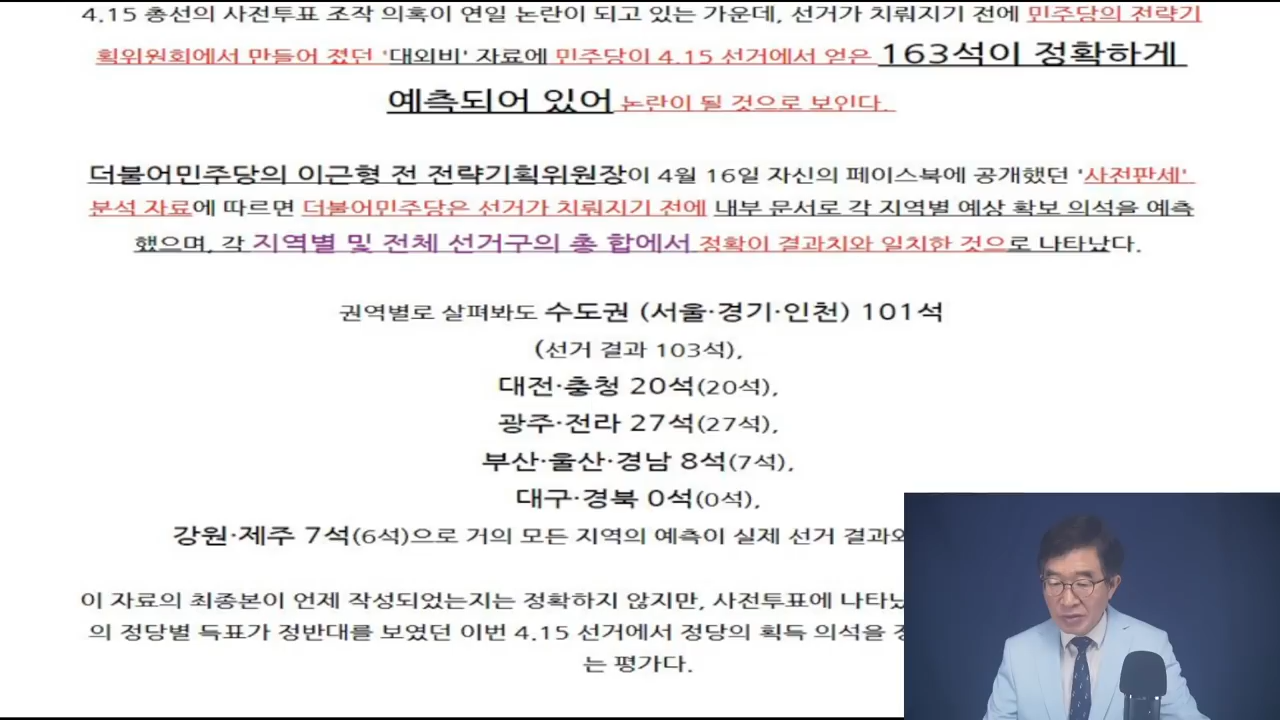 4.15 총선의 사전투표 조작 의혹이 연일 논란이 되고 있는 가운데, 선거가 치뤄지기 전에 민주당의 전략기
획위원회에서 만들어 졌던 '대외비' 자료에 민주당이 4.15 선거에서 얻은 163석이 정확하게
예측되어 있어 논란이 될 것으로 보인다.
더불어민주당의 이근형 전 전략기획위원장이 4월 16일 자신의 페이스북에 공개했던 '사전판세'
분석 자료에 따르면 더불어민주당은 선거가 치뤄지기 전에 내부 문서로 각 지역별 예상 확보 의석을 예측
했으며, 각 지역별 및 전체 선거구의 총 합에서 정확이 결과치와 일치한 것으로 나타났다.
권역별로 살펴봐도 수도권 (서울·경기·인천) 101석
(선거 결과 103석),
대전·충청 20석(20석),
광주·전라 27석(27석),
부산·울산·경남 8석(7석),
대구·경북 0석(0석),
강원·제주 7석(6석)으로 거의 모든 지역의 예측이 실제 선거 결과와
이 자료의 최종본이 언제 작성되었는지는 정확하지 않지만, 사전투표에 나타났
의 정당별 득표가 정반대를 보였던 이번 4.15 선거에서 정당의 획득 의석을
는 평가다.